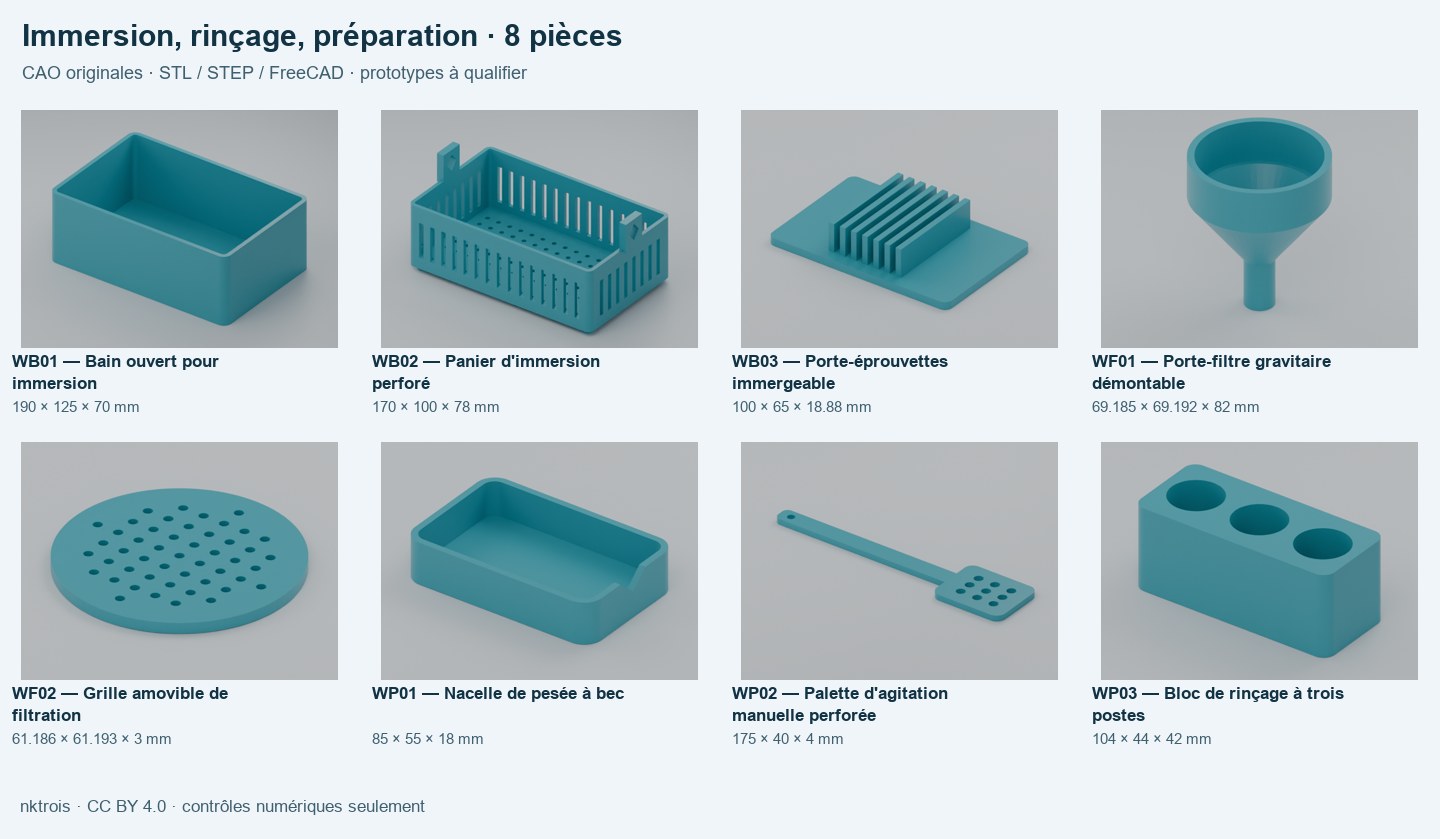 Immersion, rinçage, préparation · 8 pièces
CAO originales · STL / STEP / FreeCAD · prototypes à qualifier
WB01 — Bain ouvert pour
immersion
190 × 125 × 70 mm
WB02 — Panier d'immersion
perforé
170 × 100 × 78 mm
WB03 — Porte-éprouvettes
immergeable
100 × 65 × 18.88 mm
WF01 — Porte-filtre gravitaire
démontable
69.185 × 69.192 × 82 mm
WF02 — Grille amovible de
filtration
61.186 × 61.193 × 3 mm
WP01 — Nacelle de pesée à bec
85 × 55 × 18 mm
WP02 — Palette d'agitation
manuelle perforée
175 × 40 × 4 mm
WP03 — Bloc de rinçage à trois
postes
104 × 44 × 42 mm
nktrois · CC BY 4.0 · contrôles numériques seulement